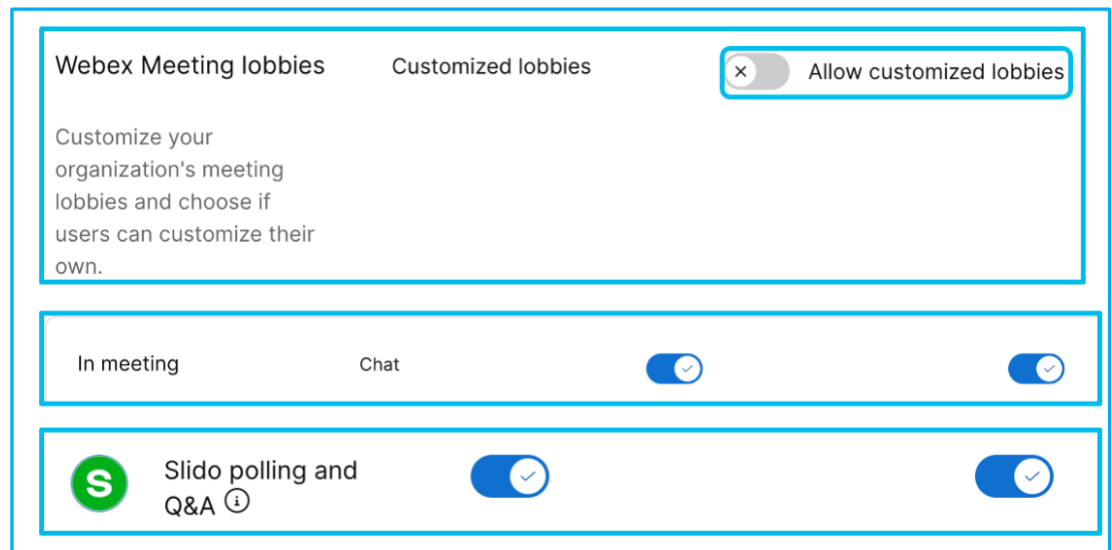 Webex Meeting lobbies
Customized lobbies
Allow customized lobbies
Customize your
organization's meeting
lobbies and choose if
users can customize their
own.
In meeting
Chat
S
Slido polling and
Q&A